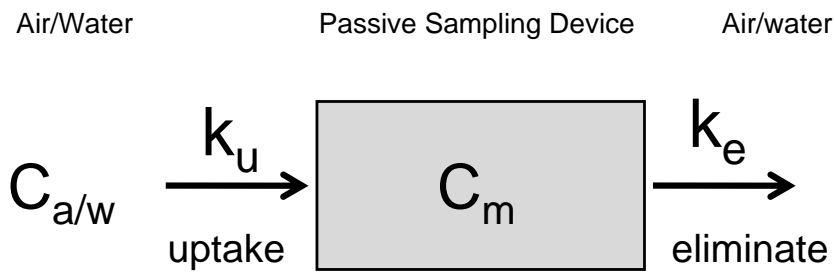 Air/Water Passive Sampling Device Air/water
k_u k_e
C_a/w C_m
uptake eliminate